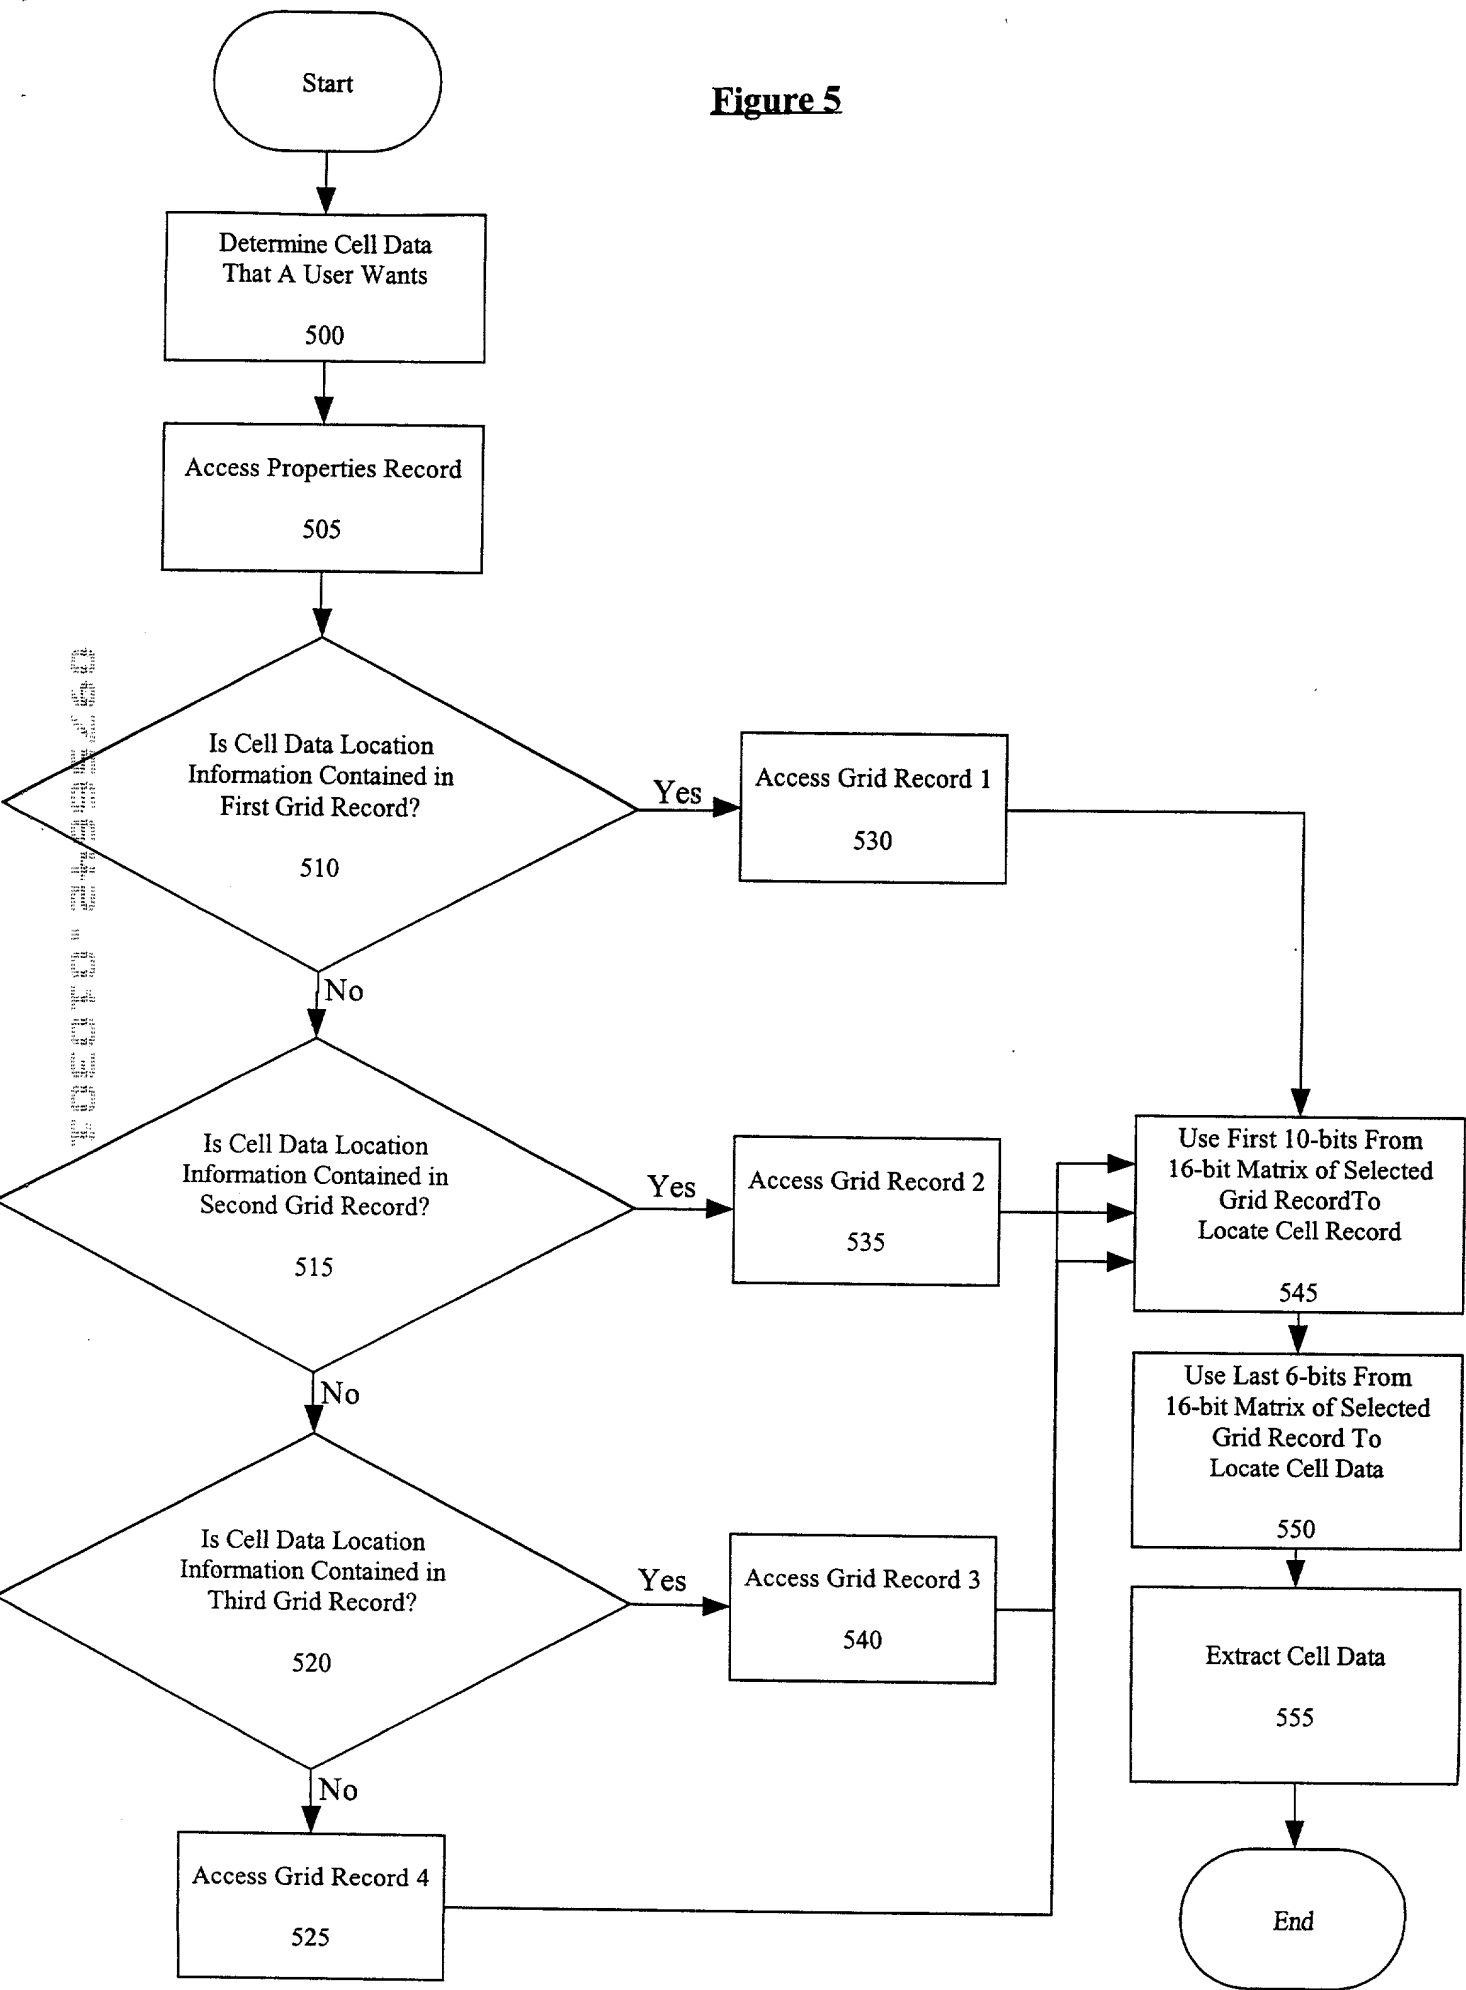 Start
Figure 5
Determine Cell Data
That A User Wants
500
Access Properties Record
505
Is Cell Data Location
Information Contained in
First Grid Record?
510
Yes
Access Grid Record 1
530
No
Is Cell Data Location
Information Contained in
Second Grid Record?
515
Yes
Access Grid Record 2
535
No
Is Cell Data Location
Information Contained in
Third Grid Record?
520
Yes
Access Grid Record 3
540
No
Access Grid Record 4
525
Use First 10-bits From
16-bit Matrix of Selected
Grid RecordTo
Locate Cell Record
545
Use Last 6-bits From
16-bit Matrix of Selected
Grid Record To
Locate Cell Data
550
Extract Cell Data
555
End